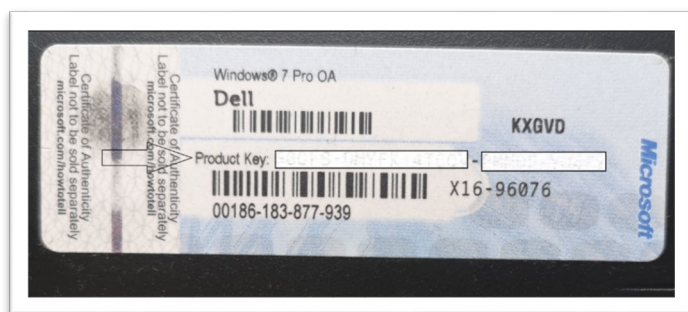 Windows® 7 Pro OA
Dell
KXGVD
Product Key:
X16-96076
00186-183-877-939
Microsoft
Certificate of Authenticity
Label not to be sold separately
microsoft.com/howtotell
Certificate of Authenticity
Label not to be sold separately
microsoft.com/howtotell